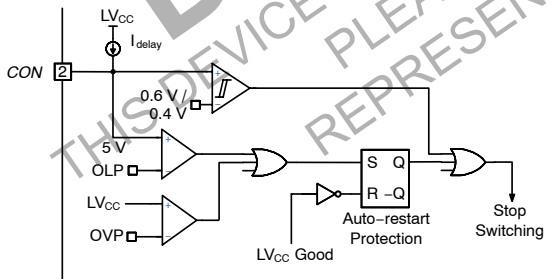 LVCC
Idelay
CON 2
+
0.6 V /
0.4 V
−
5 V
+
OLP
−
LVCC
+
OVP
−
S Q
R −Q
Auto−restart
Protection
LVCC Good
Stop
Switching
THIS DEVICE
PLEA
REPRESEN